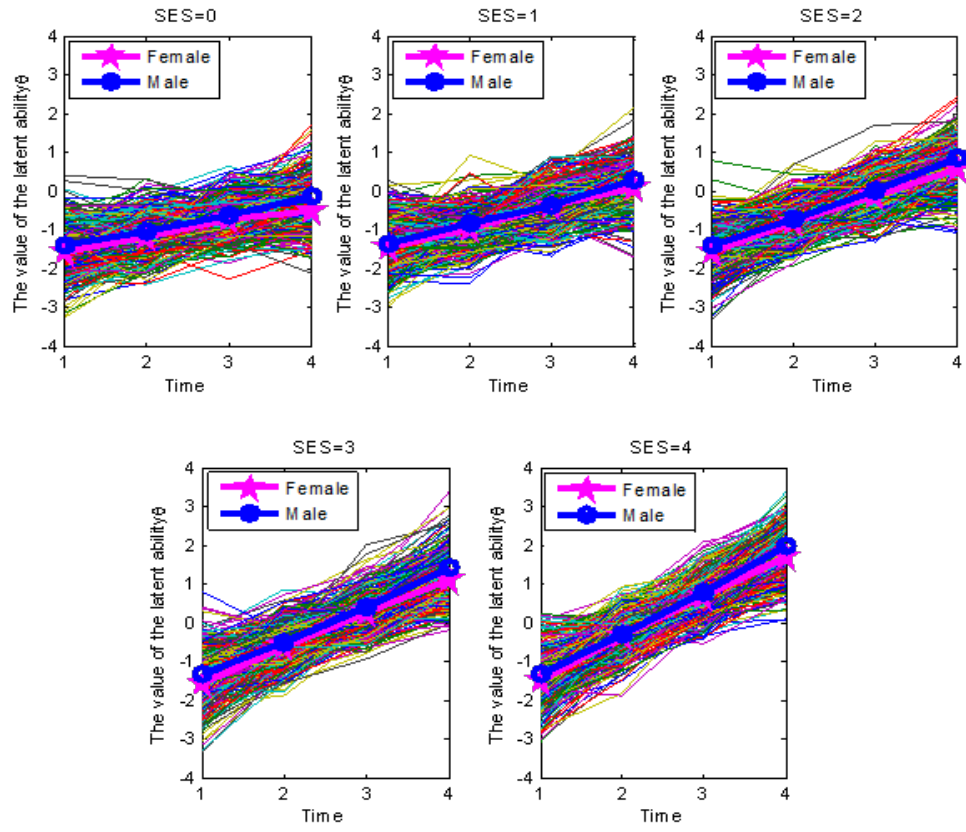 SES=0
The value of the latent abilityθ
4
3
2
1
0
-1
-2
-3
-4
Female
Male
1 2 3 4
Time
SES=1
The value of the latent abilityθ
4
3
2
1
0
-1
-2
-3
-4
Female
Male
1 2 3 4
Time
SES=2
The value of the latent abilityθ
4
3
2
1
0
-1
-2
-3
-4
Female
Male
1 2 3 4
Time
SES=3
The value of the latent abilityθ
4
3
2
1
0
-1
-2
-3
-4
Female
Male
1 2 3 4
Time
SES=4
The value of the latent abilityθ
4
3
2
1
0
-1
-2
-3
-4
Female
Male
1 2 3 4
Time